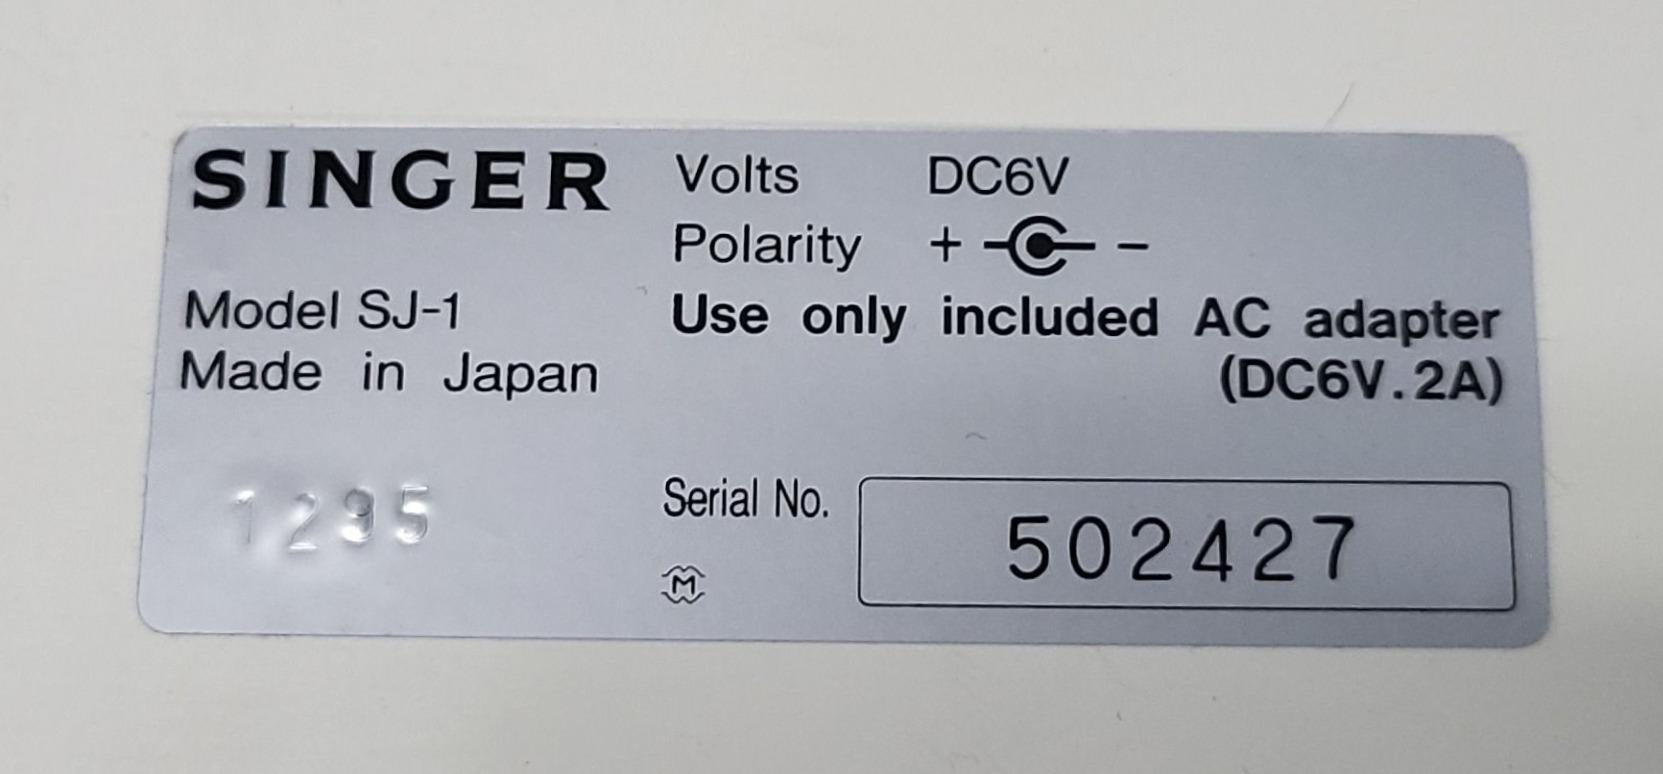 SINGER
Model SJ-1
Made in Japan
1295
Volts DC6V
Polarity + -
Use only included AC adapter
(DC6V.2A)
Serial No. 502427
M